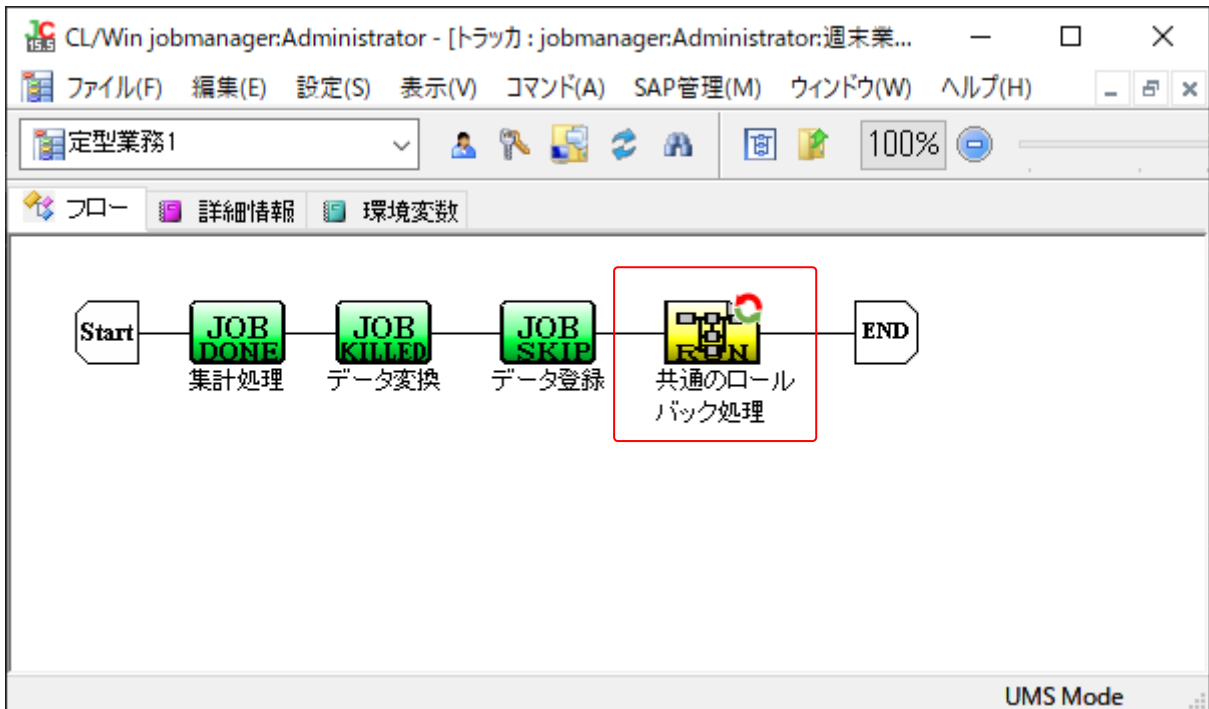 JC 15.5 CL/Win jobmanager:Administrator - [トラッカ : jobmanager:Administrator:週末業...
ファイル(F) 編集(E) 設定(S) 表示(V) コマンド(A) SAP管理(M) ウィンドウ(W) ヘルプ(H)
定型業務1 100%
フロー 詳細情報 環境変数
Start JOB DONE JOB KILLED JOB SKIP RUN END
集計処理 データ変換 データ登録 共通のロール
バック処理
UMS Mode